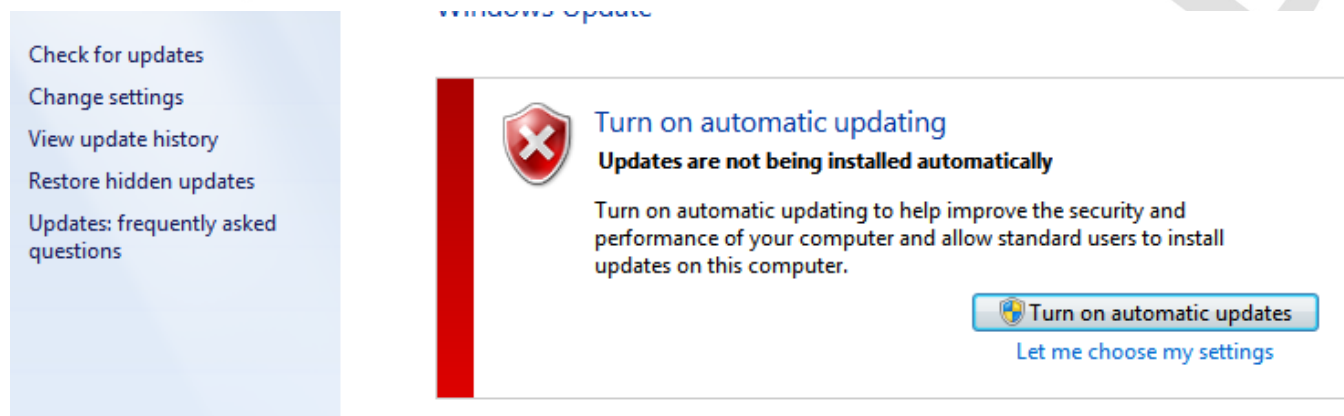 Windows Update
Check for updates
Change settings
View update history
Restore hidden updates
Updates: frequently asked
questions
Turn on automatic updating
Updates are not being installed automatically
Turn on automatic updating to help improve the security and
performance of your computer and allow standard users to install
updates on this computer.
Turn on automatic updates
Let me choose my settings